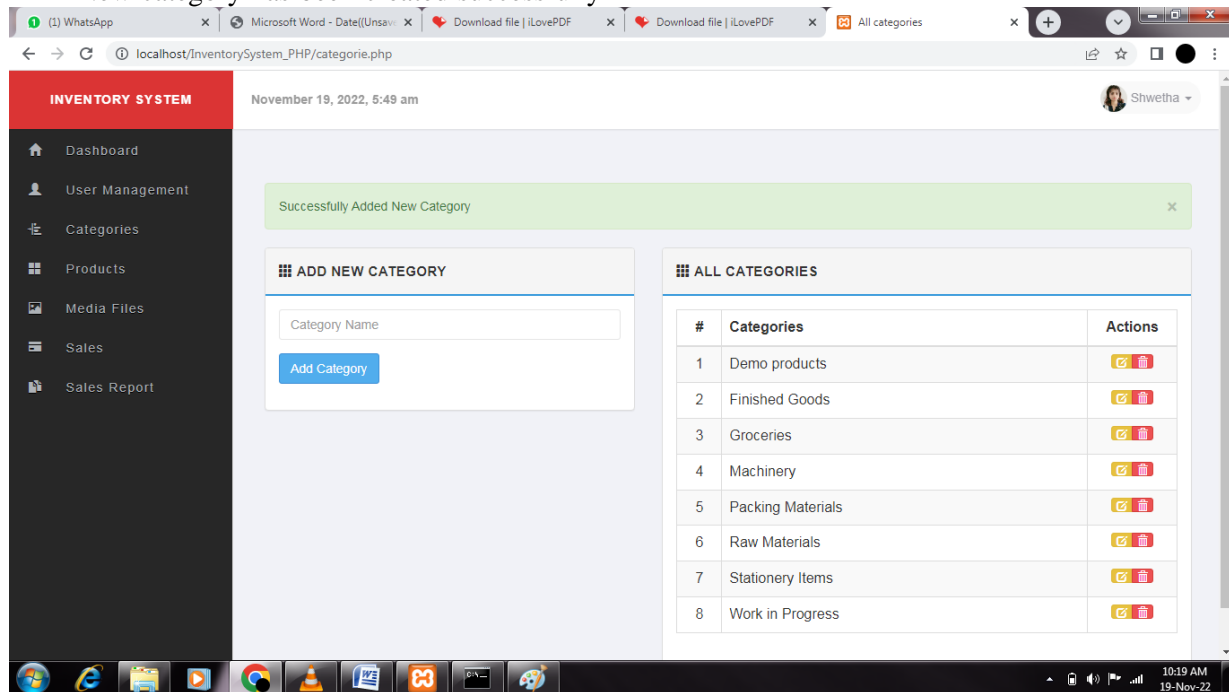 (1) WhatsApp
Microsoft Word - Date((Unsav
Download file | iLovePDF
Download file | iLovePDF
All categories
localhost/InventorySystem_PHP/categorie.php
INVENTORY SYSTEM
November 19, 2022, 5:49 am
Shwetha
Dashboard
User Management
Categories
Products
Media Files
Sales
Sales Report
Successfully Added New Category
ADD NEW CATEGORY
Category Name
Add Category
ALL CATEGORIES
# Categories Actions
1 Demo products
2 Finished Goods
3 Groceries
4 Machinery
5 Packing Materials
6 Raw Materials
7 Stationery Items
8 Work in Progress
10:19 AM
19-Nov-22